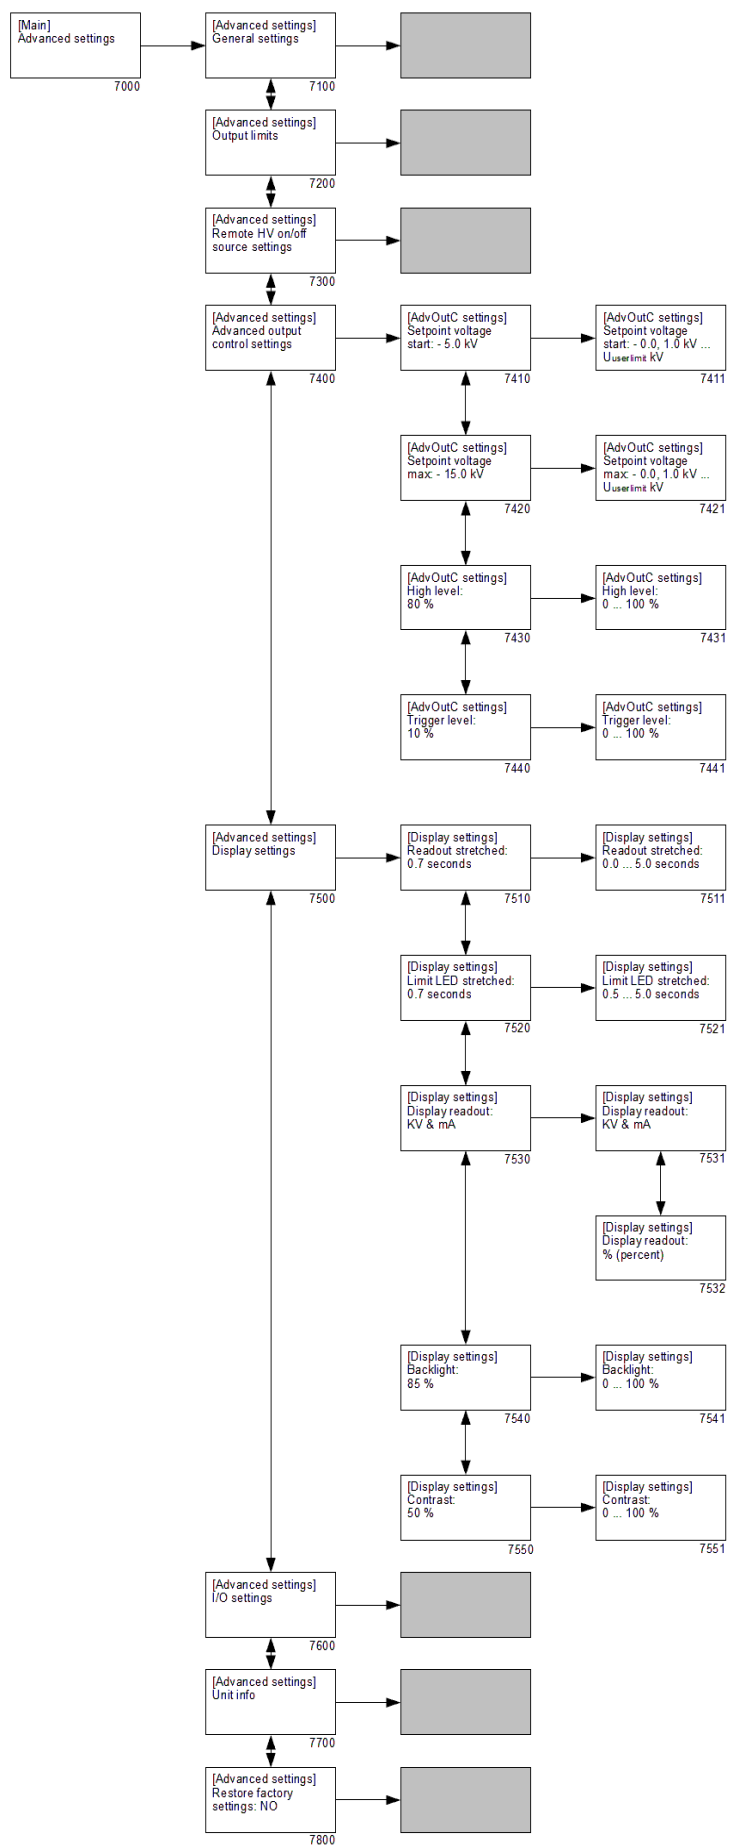 [Main]
Advanced settings
7000
[Advanced settings]
General settings
7100
[Advanced settings]
Output limits
7200
[Advanced settings]
Remote HV on/off
source settings
7300
[Advanced settings]
Advanced output
control settings
7400
[AdvOutC settings]
Setpoint voltage
start: - 5.0 kV
7410
[AdvOutC settings]
Setpoint voltage
start: - 0.0, 1.0 kV ...
Uuserlimit kV
7411
[AdvOutC settings]
Setpoint voltage
max: - 15.0 kV
7420
[AdvOutC settings]
Setpoint voltage
max: - 0.0, 1.0 kV ...
Uuserlimit kV
7421
[AdvOutC settings]
High level:
80 %
7430
[AdvOutC settings]
High level:
0 ... 100 %
7431
[AdvOutC settings]
Trigger level:
10 %
7440
[AdvOutC settings]
Trigger level:
0 ... 100 %
7441
[Advanced settings]
Display settings
7500
[Display settings]
Readout stretched:
0.7 seconds
7510
[Display settings]
Readout stretched:
0.0 ... 5.0 seconds
7511
[Display settings]
Limit LED stretched:
0.7 seconds
7520
[Display settings]
Limit LED stretched:
0.5 ... 5.0 seconds
7521
[Display settings]
Display readout:
KV & mA
7530
[Display settings]
Display readout:
KV & mA
7531
[Display settings]
Display readout:
% (percent)
7532
[Display settings]
Backlight:
85 %
7540
[Display settings]
Backlight:
0 ... 100 %
7541
[Display settings]
Contrast:
50 %
7550
[Display settings]
Contrast:
0 ... 100 %
7551
[Advanced settings]
I/O settings
7600
[Advanced settings]
Unit info
7700
[Advanced settings]
Restore factory
settings: NO
7800